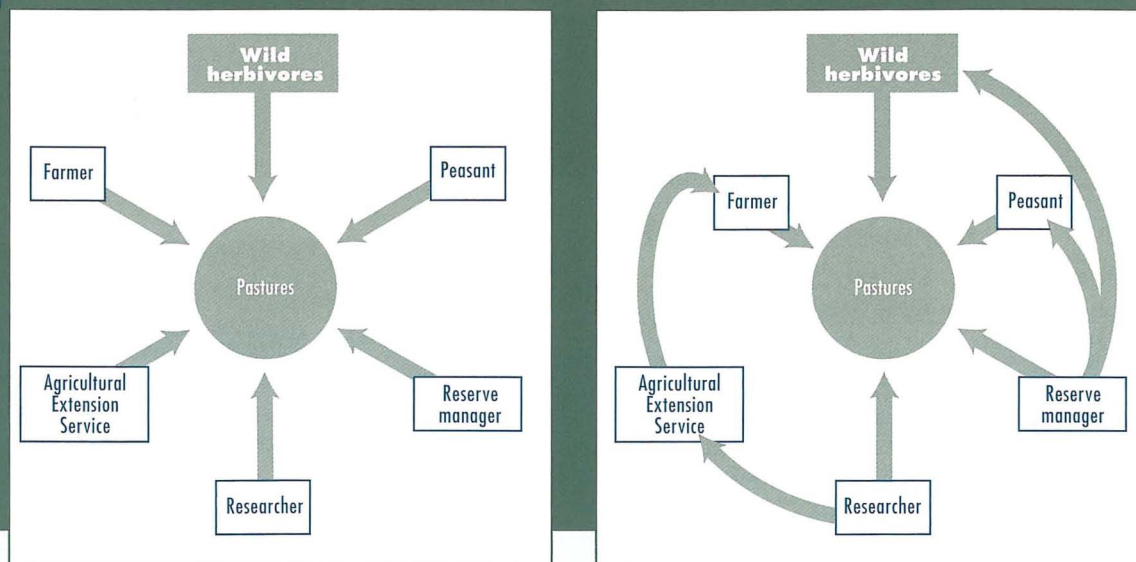 Wild
herbivores
Farmer
Peasant
Pastures
Agricultural
Extension
Service
Reserve
manager
Researcher
Wild
herbivores
Farmer
Peasant
Pastures
Agricultural
Extension
Service
Reserve
manager
Researcher